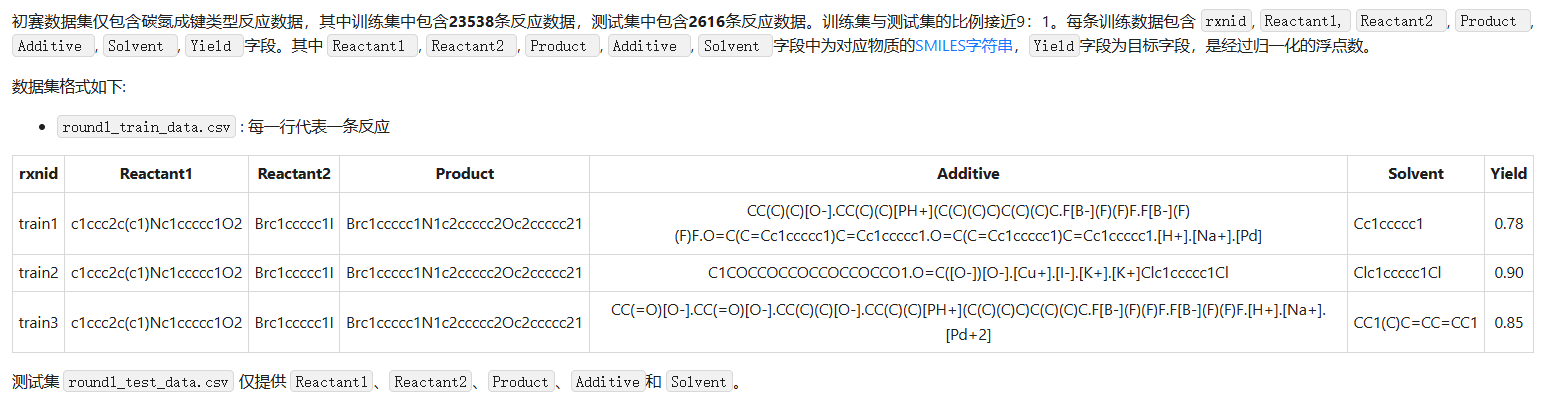 初赛数据集仅包含碳氮成键类型反应数据，其中训练集中包含23538条反应数据，测试集中包含2616条反应数据。训练集与测试集的比例接近9：1。每条训练数据包含 rxnid, Reactant1, Reactant2 , Product ,
Additive , Solvent , Yield 字段。其中 Reactant1 , Reactant2 , Product , Additive , Solvent 字段中为对应物质的SMILES字符串， Yield字段为目标字段，是经过归一化的浮点数。
数据集格式如下:
• round1_train_data.csv : 每一行代表一条反应
rxnid Reactant1 Reactant2 Product Additive Solvent Yield
train1 c1ccc2c(c1)Nc1ccccc1O2 Brc1ccccc1I Brc1ccccc1N1c2ccccc2Oc2ccccc21 CC(C)(C)[O-].CC(C)(C)[PH+](C(C)(C)C)C(C)(C)C.F[B-](F)(F)F.F[B-](F)
(F)F.O=C(C=Cc1ccccc1)C=Cc1ccccc1.O=C(C=Cc1ccccc1)C=Cc1ccccc1.[H+].[Na+].[Pd] Cc1ccccc1 0.78
train2 c1ccc2c(c1)Nc1ccccc1O2 Brc1ccccc1I Brc1ccccc1N1c2ccccc2Oc2ccccc21 C1COCCOCCOCCOCCOCCO1.O=C([O-])[O-].[Cu+].[I-].[K+].[K+]Clc1ccccc1Cl Clc1ccccc1Cl 0.90
train3 c1ccc2c(c1)Nc1ccccc1O2 Brc1ccccc1I Brc1ccccc1N1c2ccccc2Oc2ccccc21 CC(=O)[O-].CC(=O)[O-].CC(C)(C)[O-].CC(C)(C)[PH+](C(C)(C)C)C(C)(C)C.F[B-](F)(F)F.F[B-](F)(F)F.[H+].[Na+].
[Pd+2] CC1(C)C=CC=CC1 0.85
测试集 round1_test_data.csv 仅提供 Reactant1 、 Reactant2 、 Product 、 Additive 和 Solvent 。